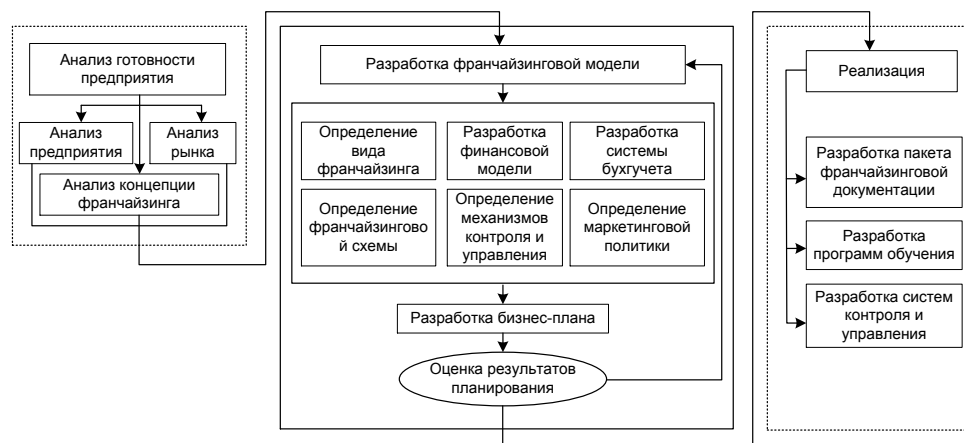 Анализ готовности
предприятия
Анализ
предприятия
Анализ
рынка
Анализ концепции
франчайзинга
Разработка франчайзинговой модели
Определение
вида
франчайзинга
Разработка
финансовой
модели
Разработка
системы
бухгучета
Определение
франчайзингово
й схемы
Определение
механизмов
контроля и
управления
Определение
маркетинговой
политики
Разработка бизнес-плана
Оценка результатов
планирования
Реализация
Разработка пакета
франчайзинговой
документации
Разработка
программ обучения
Разработка систем
контроля и
управления